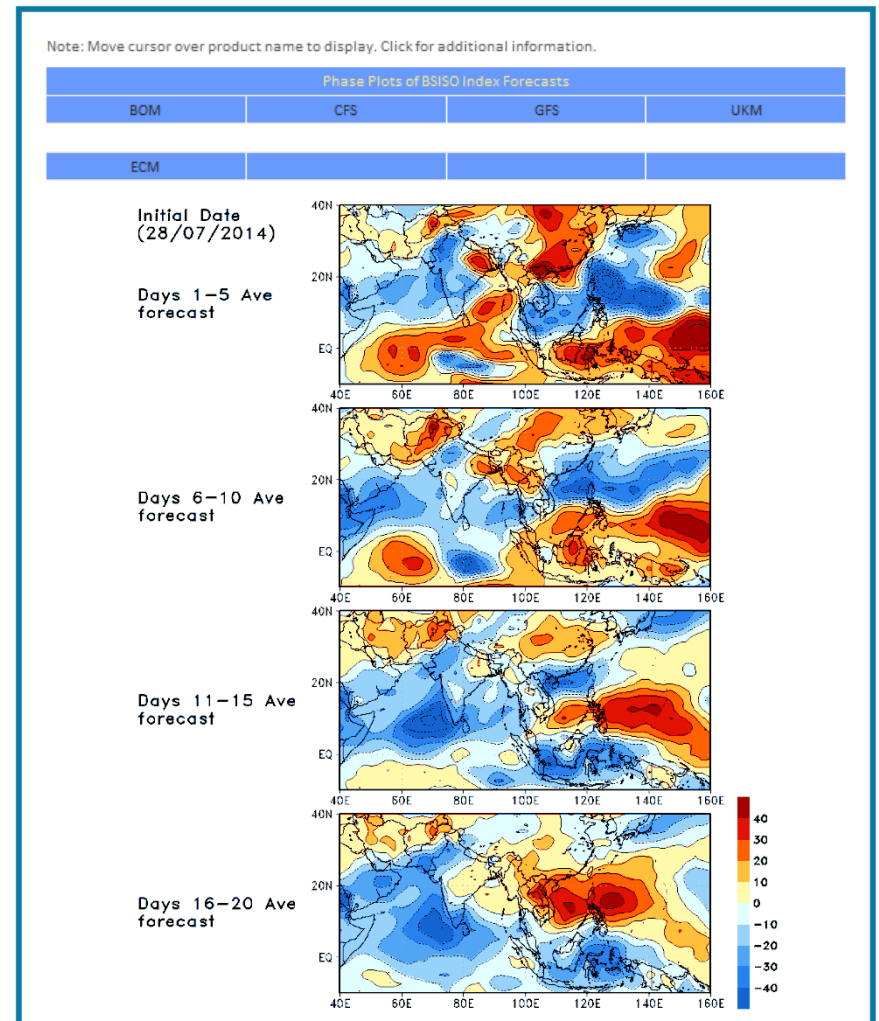 Note: Move cursor over product name to display. Click for additional information.
Phase Plots of BSISO Index Forecasts
BOM CFS GFS UKM
ECM
Initial Date
(28/07/2014)
Days 1-5 Ave
forecast
40N
20N
EQ
40E 60E 80E 100E 120E 140E 160E
Days 6-10 Ave
forecast
40N
20N
EQ
40E 60E 80E 100E 120E 140E 160E
Days 11-15 Ave
forecast
40N
20N
EQ
40E 60E 80E 100E 120E 140E 160E
Days 16-20 Ave
forecast
40N
20N
EQ
40E 60E 80E 100E 120E 140E 160E
40
30
20
10
0
-10
-20
-30
-40